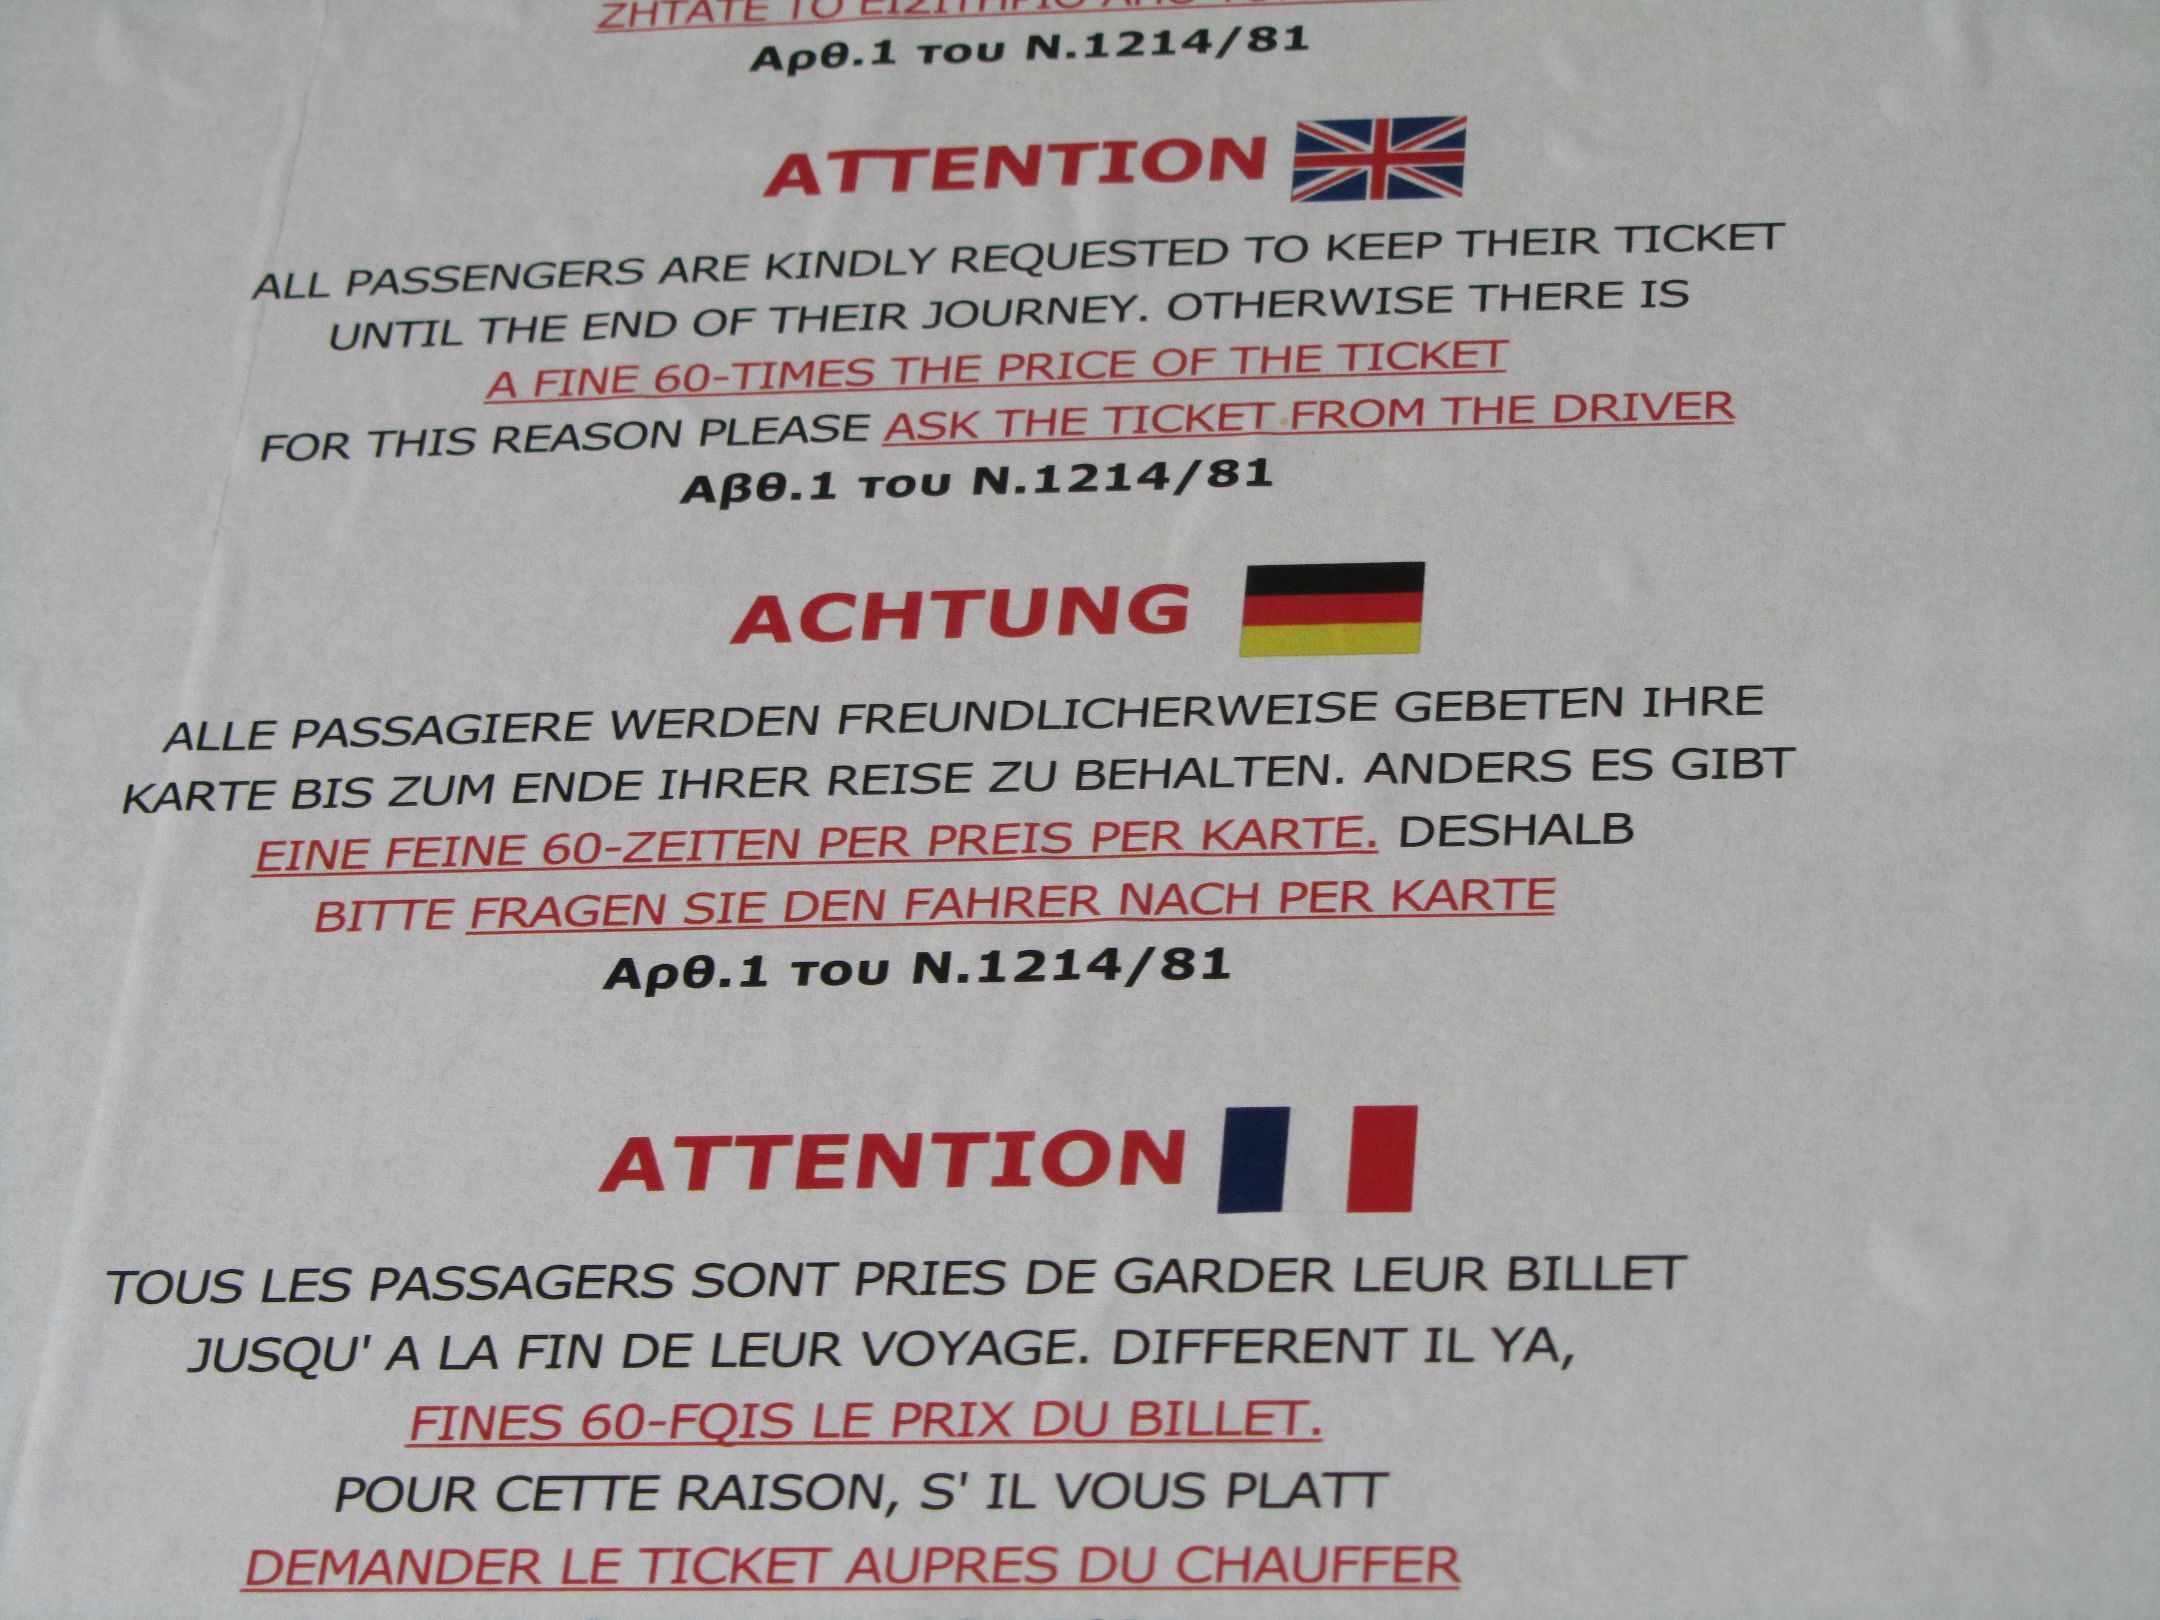 ΖΗΤΑΤΕ ΤΟ ΕΙΣΙΤΗΡΙΟ ΑΠΟ
Αρθ.1 του Ν.1214/81
ATTENTION
ALL PASSENGERS ARE KINDLY REQUESTED TO KEEP THEIR TICKET
UNTIL THE END OF THEIR JOURNEY. OTHERWISE THERE IS
A FINE 60-TIMES THE PRICE OF THE TICKET
FOR THIS REASON PLEASE ASK THE TICKET FROM THE DRIVER
Αβθ.1 του Ν.1214/81
ACHTUNG
ALLE PASSAGIERE WERDEN FREUNDLICHERWEISE GEBETEN IHRE
KARTE BIS ZUM ENDE IHRER REISE ZU BEHALTEN. ANDERS ES GIBT
EINE FEINE 60-ZEITEN PER PREIS PER KARTE. DESHALB
BITTE FRAGEN SIE DEN FAHRER NACH PER KARTE
Αρθ.1 του Ν.1214/81
ATTENTION
TOUS LES PASSAGERS SONT PRIES DE GARDER LEUR BILLET
JUSQU' A LA FIN DE LEUR VOYAGE. DIFFERENT IL YA,
FINES 60-FQIS LE PRIX DU BILLET.
POUR CETTE RAISON, S' IL VOUS PLATT
DEMANDER LE TICKET AUPRES DU CHAUFFER